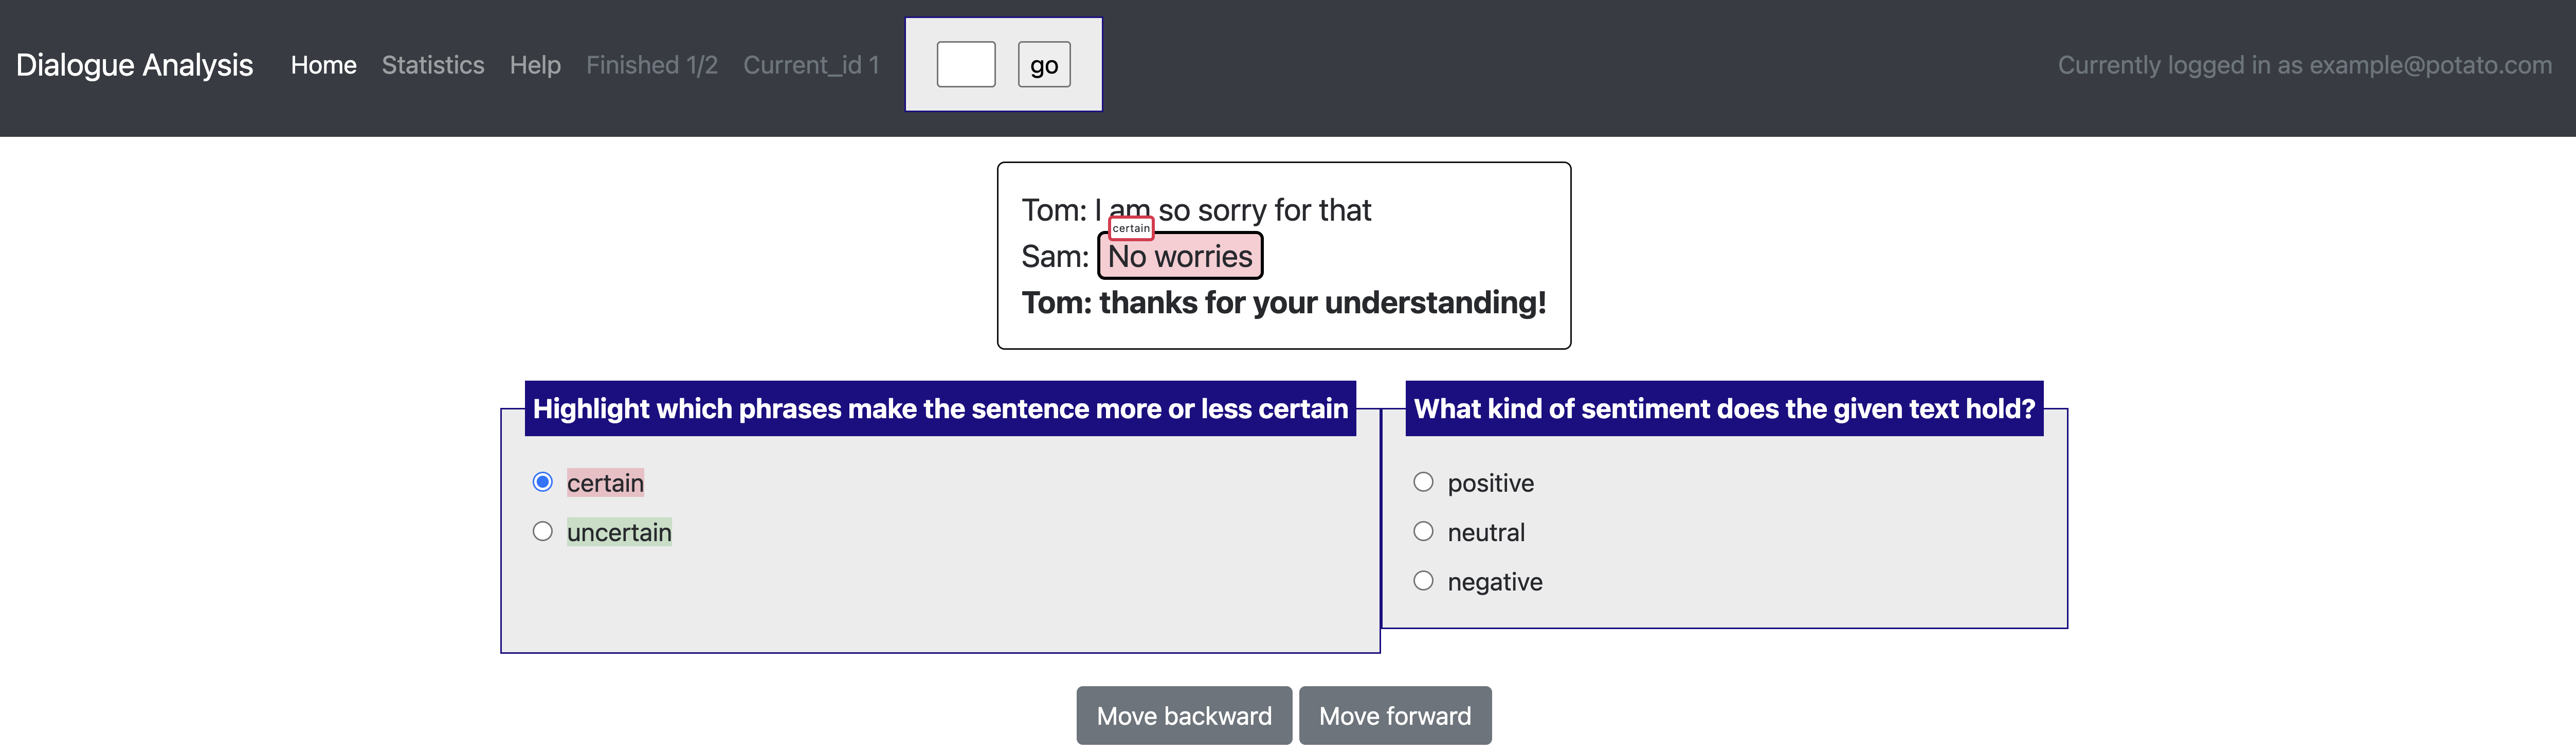 Dialogue Analysis Home Statistics Help Finished 1/2 Current_id 1 go Currently logged in as example@potato.com
Tom: I am so sorry for that
certain
Sam: No worries
Tom: thanks for your understanding!
Highlight which phrases make the sentence more or less certain
certain
uncertain
What kind of sentiment does the given text hold?
positive
neutral
negative
Move backward Move forward